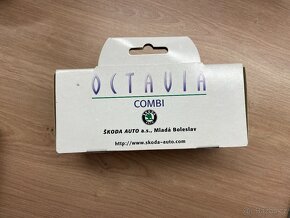 OCTAVIA
COMBI
ŠKODA AUTO a.s., Mladá Boleslav
http://www.skoda-auto.com